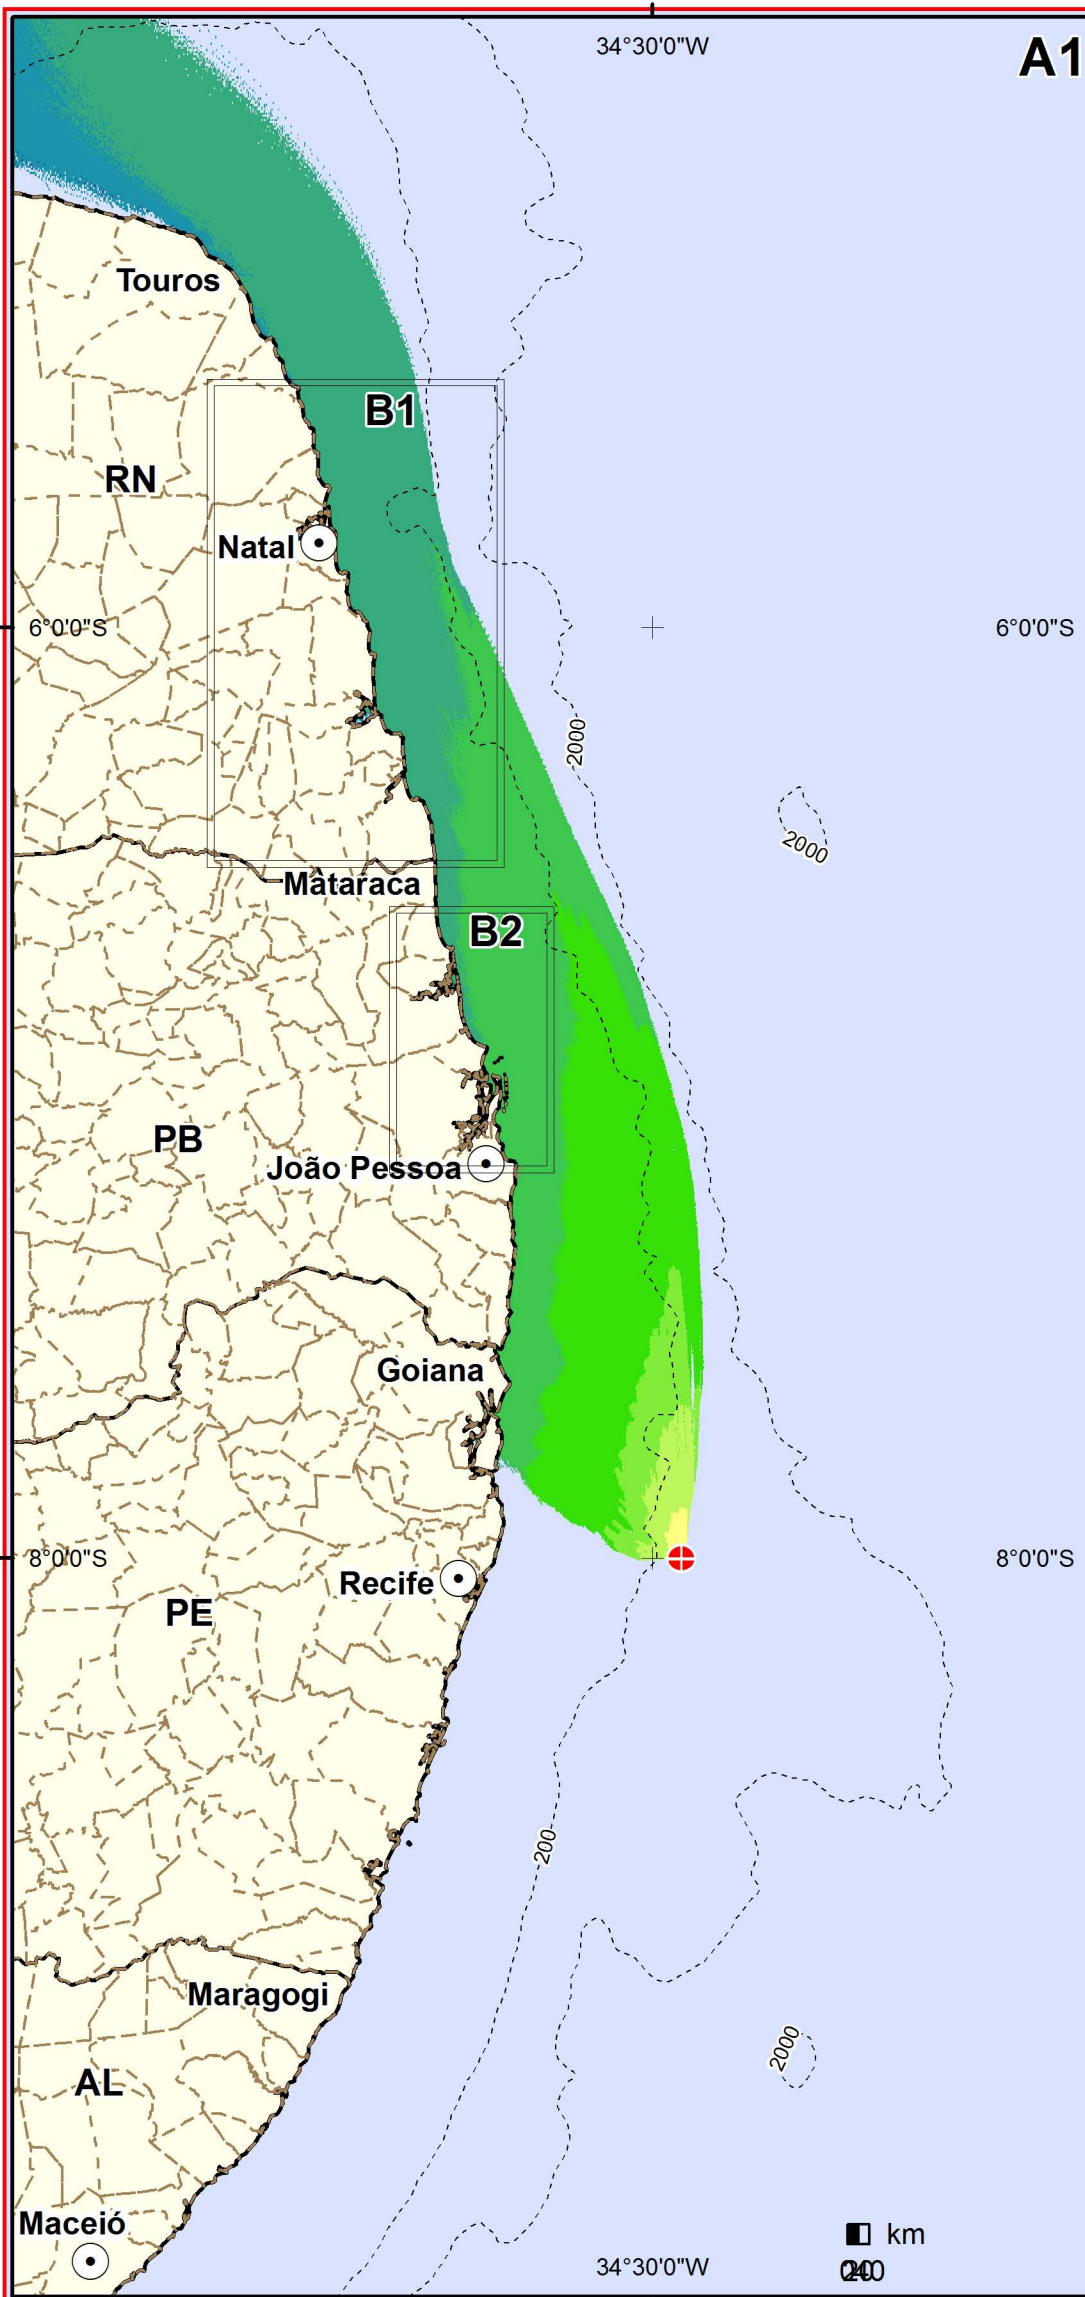 34°30'0"W
A1
Touros
B1
RN
Natal
6°0'0"S
6°0'0"S
2000
2000
Mataraca
B2
PB
João Pessoa
Goiana
8°0'0"S
8°0'0"S
Recife
PE
200
Maragogi
2000
AL
Maceió
km
34°30'0"W